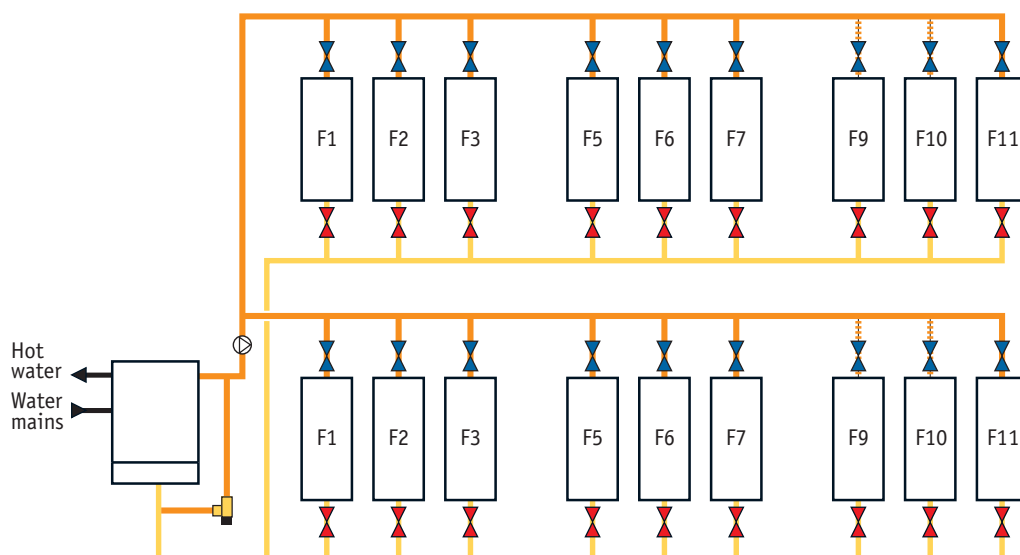 F1 F2 F3 F5 F6 F7 F9 F10 F11
Hot
water
Water
mains
F1 F2 F3 F5 F6 F7 F9 F10 F11